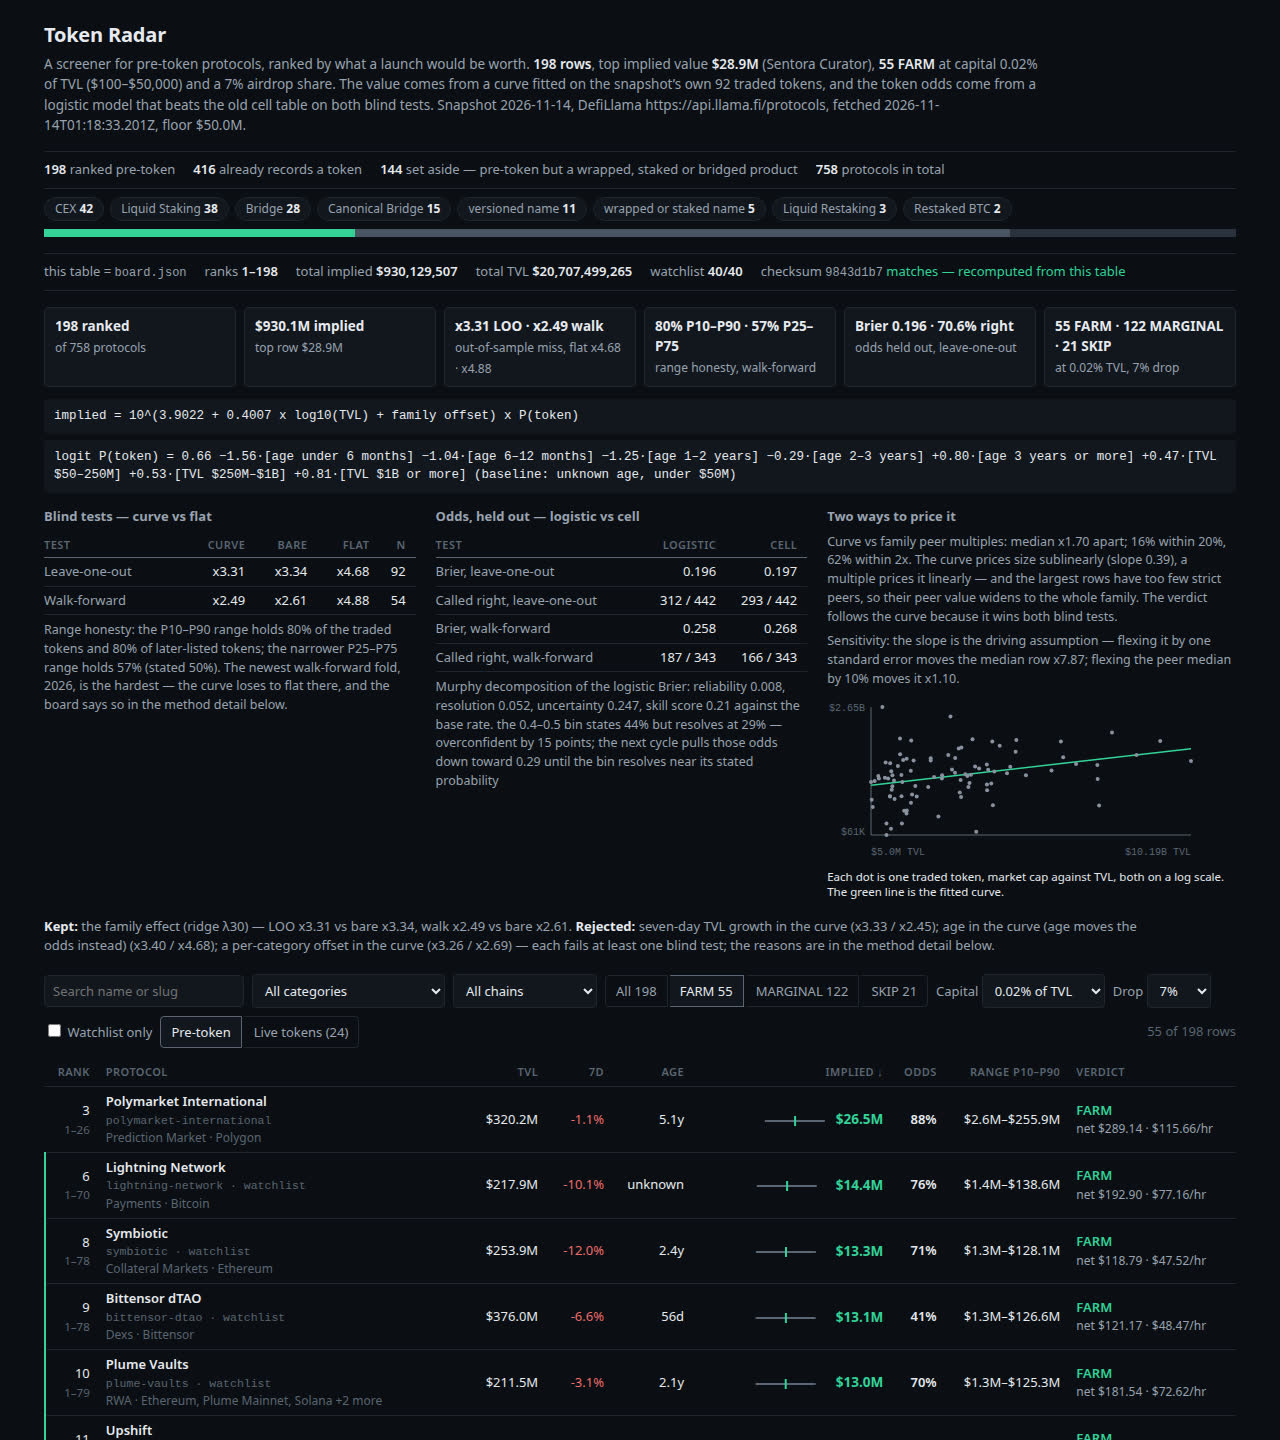 Token Radar
A screener for pre-token protocols, ranked by what a launch would be worth. 198 rows, top implied value $28.9M (Sentora Curator), 55 FARM at capital 0.02%
of TVL ($100–$50,000) and a 7% airdrop share. The value comes from a curve fitted on the snapshot's own 92 traded tokens, and the token odds come from a
logistic model that beats the old cell table on both blind tests. Snapshot 2026-11-14, DefiLlama https://api.llama.fi/protocols, fetched 2026-11-
14T01:18:33.201Z, floor $50.0M.
198 ranked pre-token 416 already records a token 144 set aside — pre-token but a wrapped, staked or bridged product 758 protocols in total
CEX 42 Liquid Staking 38 Bridge 28 Canonical Bridge 15 versioned name 11 wrapped or staked name 5 Liquid Restaking 3 Restaked BTC 2
this table = board.json ranks 1–198 total implied $930,129,507 total TVL $20,707,499,265 watchlist 40/40 checksum 9843d1b7 matches — recomputed from this table
198 ranked
of 758 protocols
$930.1M implied
top row $28.9M
x3.31 LOO · x2.49 walk
out-of-sample miss, flat x4.68
· x4.88
80% P10–P90 · 57% P25–
P75
range honesty, walk-forward
Brier 0.196 · 70.6% right
odds held out, leave-one-out
55 FARM · 122 MARGINAL
· 21 SKIP
at 0.02% TVL, 7% drop
implied = 10^(3.9022 + 0.4007 x log10(TVL) + family offset) x P(token)
logit P(token) = 0.66 −1.56·[age under 6 months] −1.04·[age 6–12 months] −1.25·[age 1–2 years] −0.29·[age 2–3 years] +0.80·[age 3 years or more] +0.47·[TVL
$50–250M] +0.53·[TVL $250M–$1B] +0.81·[TVL $1B or more] (baseline: unknown age, under $50M)
Blind tests — curve vs flat
TEST CURVE BARE FLAT N
Leave-one-out x3.31 x3.34 x4.68 92
Walk-forward x2.49 x2.61 x4.88 54
Range honesty: the P10–P90 range holds 80% of the traded
tokens and 80% of later-listed tokens; the narrower P25–P75
range holds 57% (stated 50%). The newest walk-forward fold,
2026, is the hardest — the curve loses to flat there, and the
board says so in the method detail below.
Odds, held out — logistic vs cell
TEST LOGISTIC CELL
Brier, leave-one-out 0.196 0.197
Called right, leave-one-out 312 / 442 293 / 442
Brier, walk-forward 0.258 0.268
Called right, walk-forward 187 / 343 166 / 343
Murphy decomposition of the logistic Brier: reliability 0.008,
resolution 0.052, uncertainty 0.247, skill score 0.21 against the
base rate. the 0.4–0.5 bin states 44% but resolves at 29% —
overconfident by 15 points; the next cycle pulls those odds
down toward 0.29 until the bin resolves near its stated
probability
Two ways to price it
Curve vs family peer multiples: median x1.70 apart; 16% within 20%,
62% within 2x. The curve prices size sublinearly (slope 0.39), a
multiple prices it linearly — and the largest rows have too few strict
peers, so their peer value widens to the whole family. The verdict
follows the curve because it wins both blind tests.
Sensitivity: the slope is the driving assumption — flexing it by one
standard error moves the median row x7.87; flexing the peer median
by 10% moves it x1.10.
$2.65B
$61K
$5.0M TVL $10.19B TVL
Each dot is one traded token, market cap against TVL, both on a log scale.
The green line is the fitted curve.
Kept: the family effect (ridge λ30) — LOO x3.31 vs bare x3.34, walk x2.49 vs bare x2.61. Rejected: seven-day TVL growth in the curve (x3.33 / x2.45); age in the curve (age moves the
odds instead) (x3.40 / x4.68); a per-category offset in the curve (x3.26 / x2.69) — each fails at least one blind test; the reasons are in the method detail below.
Search name or slug All categories All chains All 198 FARM 55 MARGINAL 122 SKIP 21 Capital 0.02% of TVL Drop 7%
Watchlist only Pre-token Live tokens (24) 55 of 198 rows
RANK PROTOCOL TVL 7D AGE IMPLIED ↓ ODDS RANGE P10–P90 VERDICT
3 Polymarket International $320.2M -1.1% 5.1y $26.5M 88% $2.6M–$255.9M FARM
1–26 polymarket-international net $289.14 · $115.66/hr
Prediction Market · Polygon
6 Lightning Network $217.9M -10.1% unknown $14.4M 76% $1.4M–$138.6M FARM
1–70 lightning-network · watchlist net $192.90 · $77.16/hr
Payments · Bitcoin
8 Symbiotic $253.9M -12.0% 2.4y $13.3M 71% $1.3M–$128.1M FARM
1–78 symbiotic · watchlist net $118.79 · $47.52/hr
Collateral Markets · Ethereum
9 Bittensor dTAO $376.0M -6.6% 56d $13.1M 41% $1.3M–$126.6M FARM
1–78 bittensor-dtao · watchlist net $121.17 · $48.47/hr
Dexs · Bittensor
10 Plume Vaults $211.5M -3.1% 2.1y $13.0M 70% $1.3M–$125.3M FARM
1–79 plume-vaults · watchlist net $181.54 · $72.62/hr
RWA · Ethereum, Plume Mainnet, Solana +2 more
11 Upshift FARM